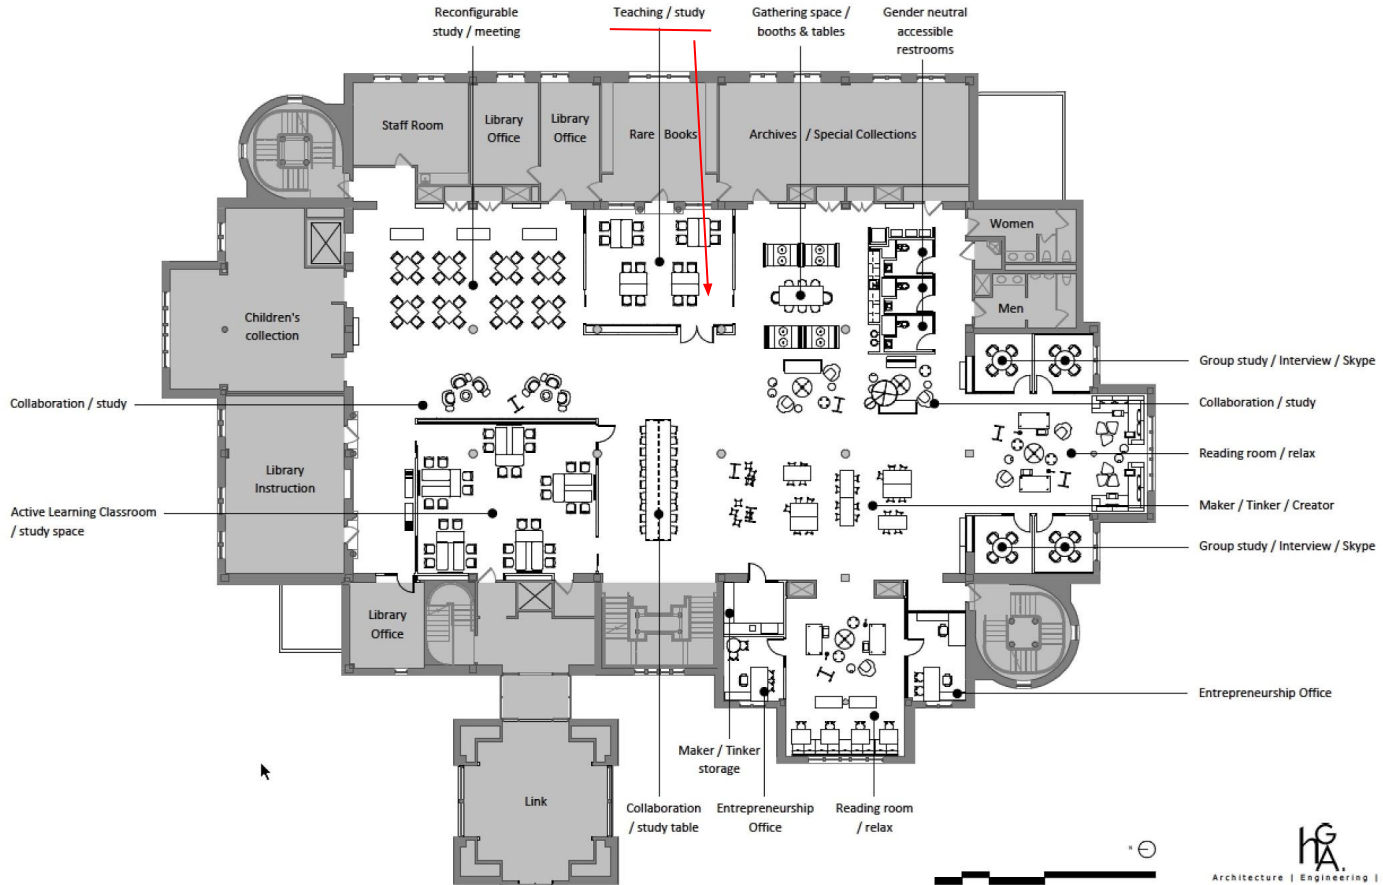 Reconfigurable
study / meeting
Teaching / study
Gathering space /
booths & tables
Gender neutral
accessible
restrooms
Staff Room
Library
Office
Library
Office
Rare Books
Archives / Special Collections
Women
Men
Children's
collection
Group study / Interview / Skype
Collaboration / study
Collaboration / study
Reading room / relax
Library
Instruction
Active Learning Classroom
/ study space
Maker / Tinker / Creator
Group study / Interview / Skype
Library
Office
Entrepreneurship Office
Maker / Tinker
storage
Link
Collaboration
/ study table
Entrepreneurship
Office
Reading room
/ relax
N
hGA.
Architecture | Engineering |